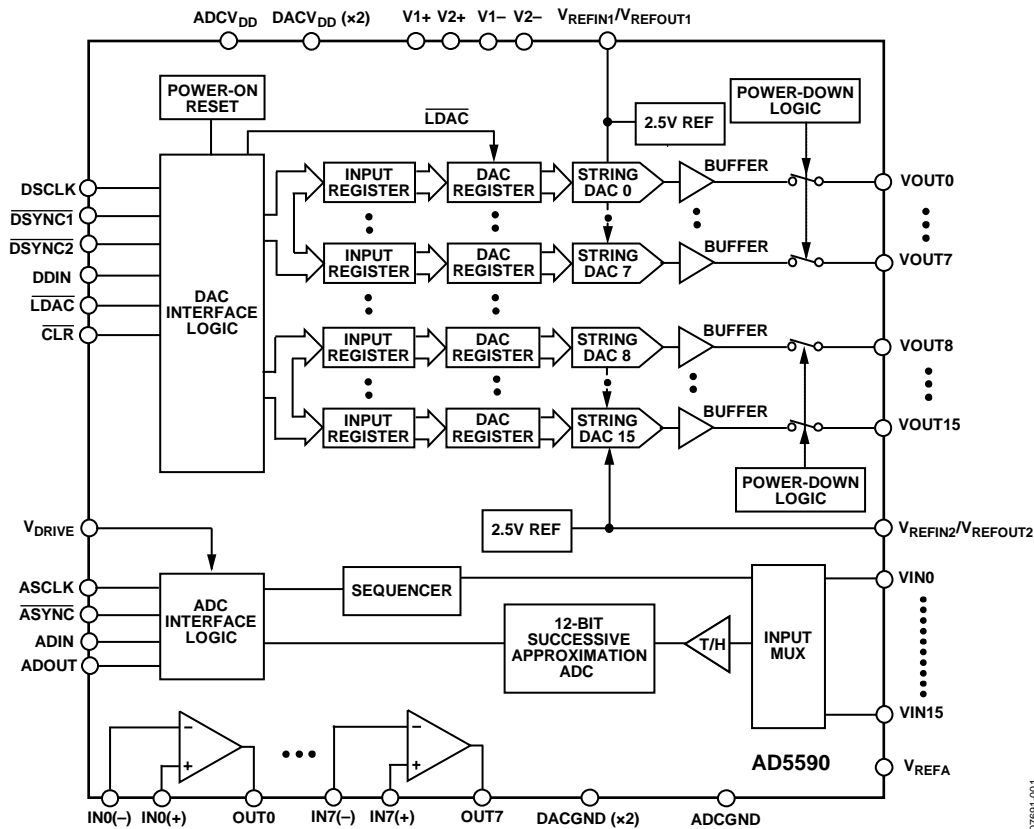 ADCVDD DACVDD (×2) V1+ V2+ V1– V2– VREFIN1/VREFOUT1
POWER-ON
RESET
LDAC
2.5V REF
POWER-DOWN
LOGIC
DSCLK
DSYNC1
DSYNC2
DDIN
LDAC
CLR
DAC
INTERFACE
LOGIC
INPUT
REGISTER
DAC
REGISTER
STRING
DAC 0
BUFFER
VOUT0
INPUT
REGISTER
DAC
REGISTER
STRING
DAC 7
BUFFER
VOUT7
INPUT
REGISTER
DAC
REGISTER
STRING
DAC 8
BUFFER
VOUT8
INPUT
REGISTER
DAC
REGISTER
STRING
DAC 15
BUFFER
VOUT15
POWER-DOWN
LOGIC
VDRIVE
2.5V REF
VREFIN2/VREFOUT2
ASCLK
ASYNC
ADIN
ADOUT
ADC
INTERFACE
LOGIC
SEQUENCER
12-BIT
SUCCESSIVE
APPROXIMATION
ADC
T/H
INPUT
MUX
VIN0
VIN15
– + – +
AD5590
VREFA
IN0(–) IN0(+) OUT0 IN7(–) IN7(+) OUT7 DACGND (×2) ADCGND
07691-001